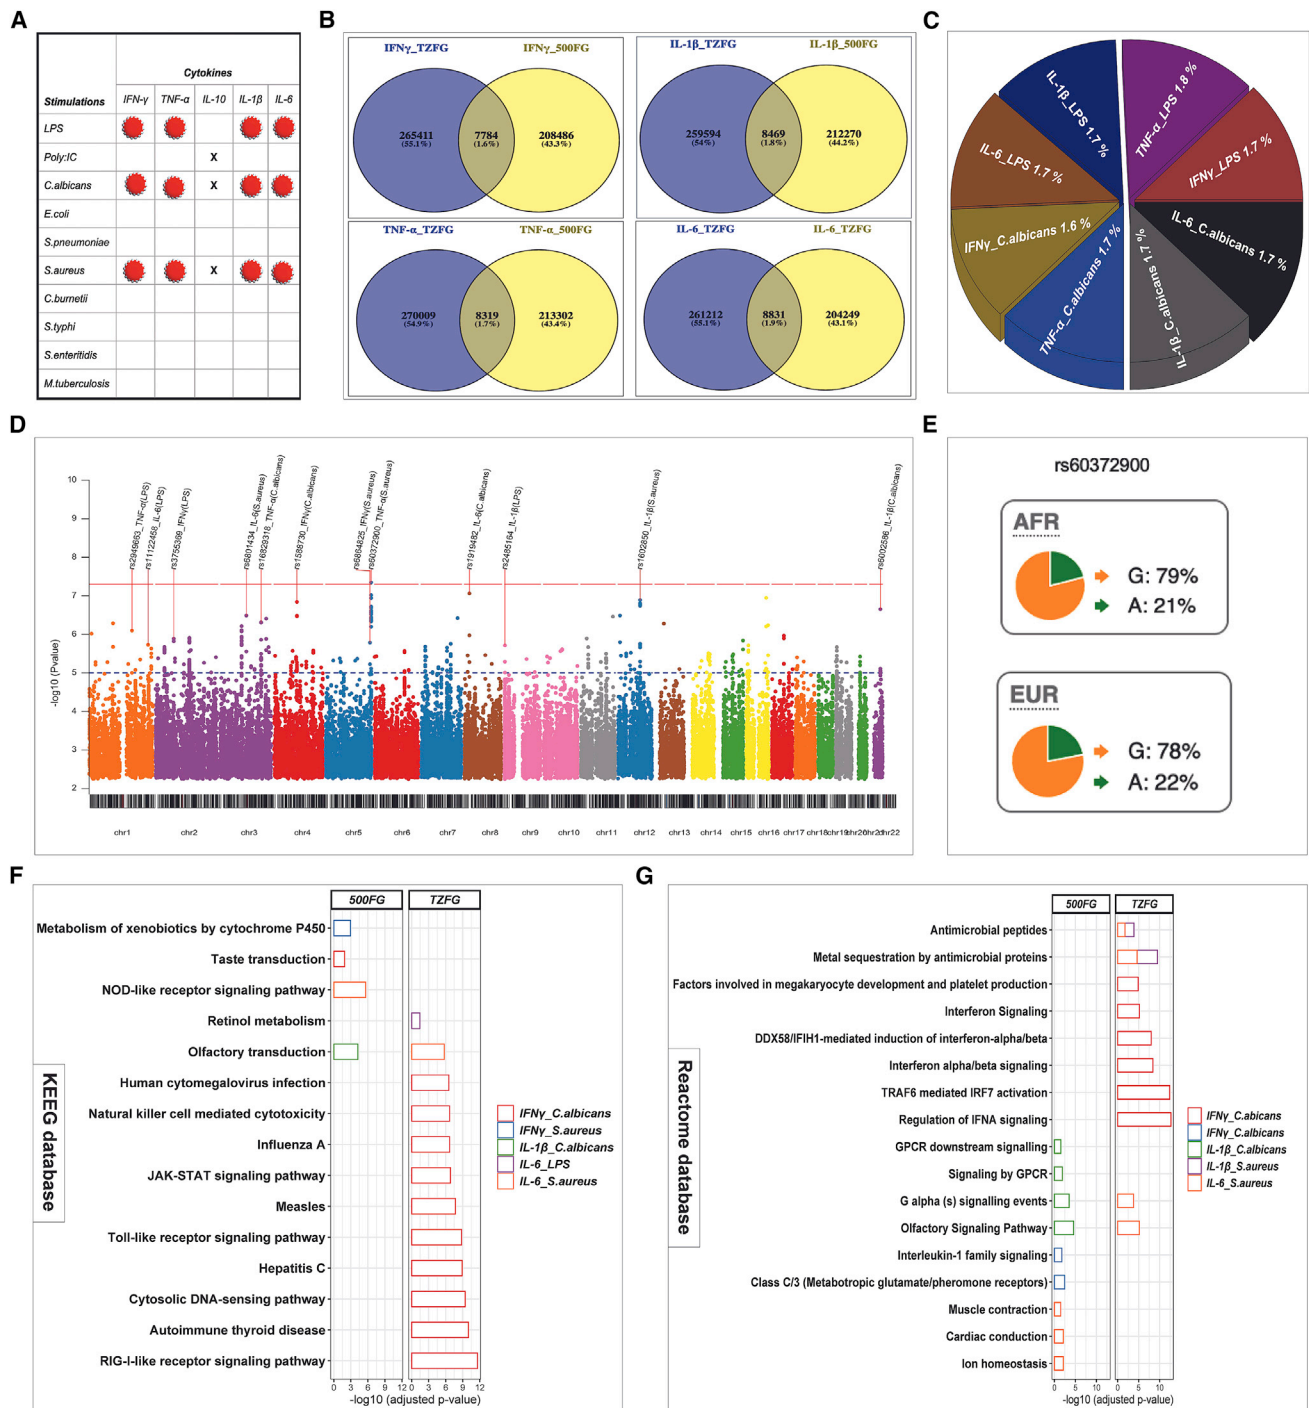 A
Cytokines
Stimulations IFN-γ TNF-α IL-10 IL-1β IL-6
LPS
Poly:IC X
C.albicans X
E.coli
S.pneumoniae
S.aureus X
C.burnetii
S.typhi
S.enteritidis
M.tuberculosis
B
IFNγ_TZFG IFNγ_500FG
265411 7784 208486
(55.1%) (1.6%) (43.3%)
IL-1β_TZFG IL-1β_500FG
259594 8469 212270
(54%) (1.8%) (44.2%)
TNF-α_TZFG TNF-α_500FG
270009 8319 213302
(54.9%) (1.7%) (43.4%)
IL-6_TZFG IL-6_TZFG
261212 8831 204249
(55.1%) (1.9%) (43.1%)
C
IL-1β_LPS 1.7 %
TNF-α_LPS 1.8 %
IL-6_LPS 1.7 %
IFNγ_LPS 1.7 %
IFNγ_C.albicans 1.6 %
IL-6_C.albicans 1.7 %
TNF-α_C.albicans 1.7 %
IL-1β_C.albicans 1.7 %
D
rs2949663_TNF-α(LPS)
rs11122458_IL-6(LPS)
rs3755369_IFNγ(LPS)
rs6801434_IL-6(S.aureus)
rs16829318_TNF-α(C.albicans)
rs1586730_IFNγ(C.albicans)
rs6864825_IFNγ(S.aureus)
rs60372900_TNF-α(S.aureus)
rs1919482_IL-6(C.albicans)
rs2485164_IL-1β(LPS)
rs1602850_IL-1β(S.aureus)
rs6002586_IL-1β(C.albicans)
-log10 (Pvalue)
10
9
8
7
6
5
4
3
2
chr1 chr2 chr3 chr4 chr5 chr6 chr7 chr8 chr9 chr10 chr11 chr12 chr13 chr14 chr15 chr16 chr17 chr18 chr19 chr20 chr21 chr22
E
rs60372900
AFR
G: 79%
A: 21%
EUR
G: 78%
A: 22%
F
500FG TZFG
KEEG database
Metabolism of xenobiotics by cytochrome P450
Taste transduction
NOD-like receptor signaling pathway
Retinol metabolism
Olfactory transduction
Human cytomegalovirus infection
Natural killer cell mediated cytotoxicity
Influenza A
JAK-STAT signaling pathway
Measles
Toll-like receptor signaling pathway
Hepatitis C
Cytosolic DNA-sensing pathway
Autoimmune thyroid disease
RIG-I-like receptor signaling pathway
0 3 6 9 12 0 3 6 9 12
-log10 (adjusted p-value)
IFNγ_C.albicans
IFNγ_S.aureus
IL-1β_C.albicans
IL-6_LPS
IL-6_S.aureus
G
500FG TZFG
Reactome database
Antimicrobial peptides
Metal sequestration by antimicrobial proteins
Factors involved in megakaryocyte development and platelet production
Interferon Signaling
DDX58/IFIH1-mediated induction of interferon-alpha/beta
Interferon alpha/beta signaling
TRAF6 mediated IRF7 activation
Regulation of IFNA signaling
GPCR downstream signalling
Signaling by GPCR
G alpha (s) signalling events
Olfactory Signaling Pathway
Interleukin-1 family signaling
Class C/3 (Metabotropic glutamate/pheromone receptors)
Muscle contraction
Cardiac conduction
Ion homeostasis
0 5 10 0 5 10
-log10 (adjusted p-value)
IFNγ_C.abicans
IFNγ_C.albicans
IL-1β_C.albicans
IL-1β_S.aureus
IL-6_S.aureus